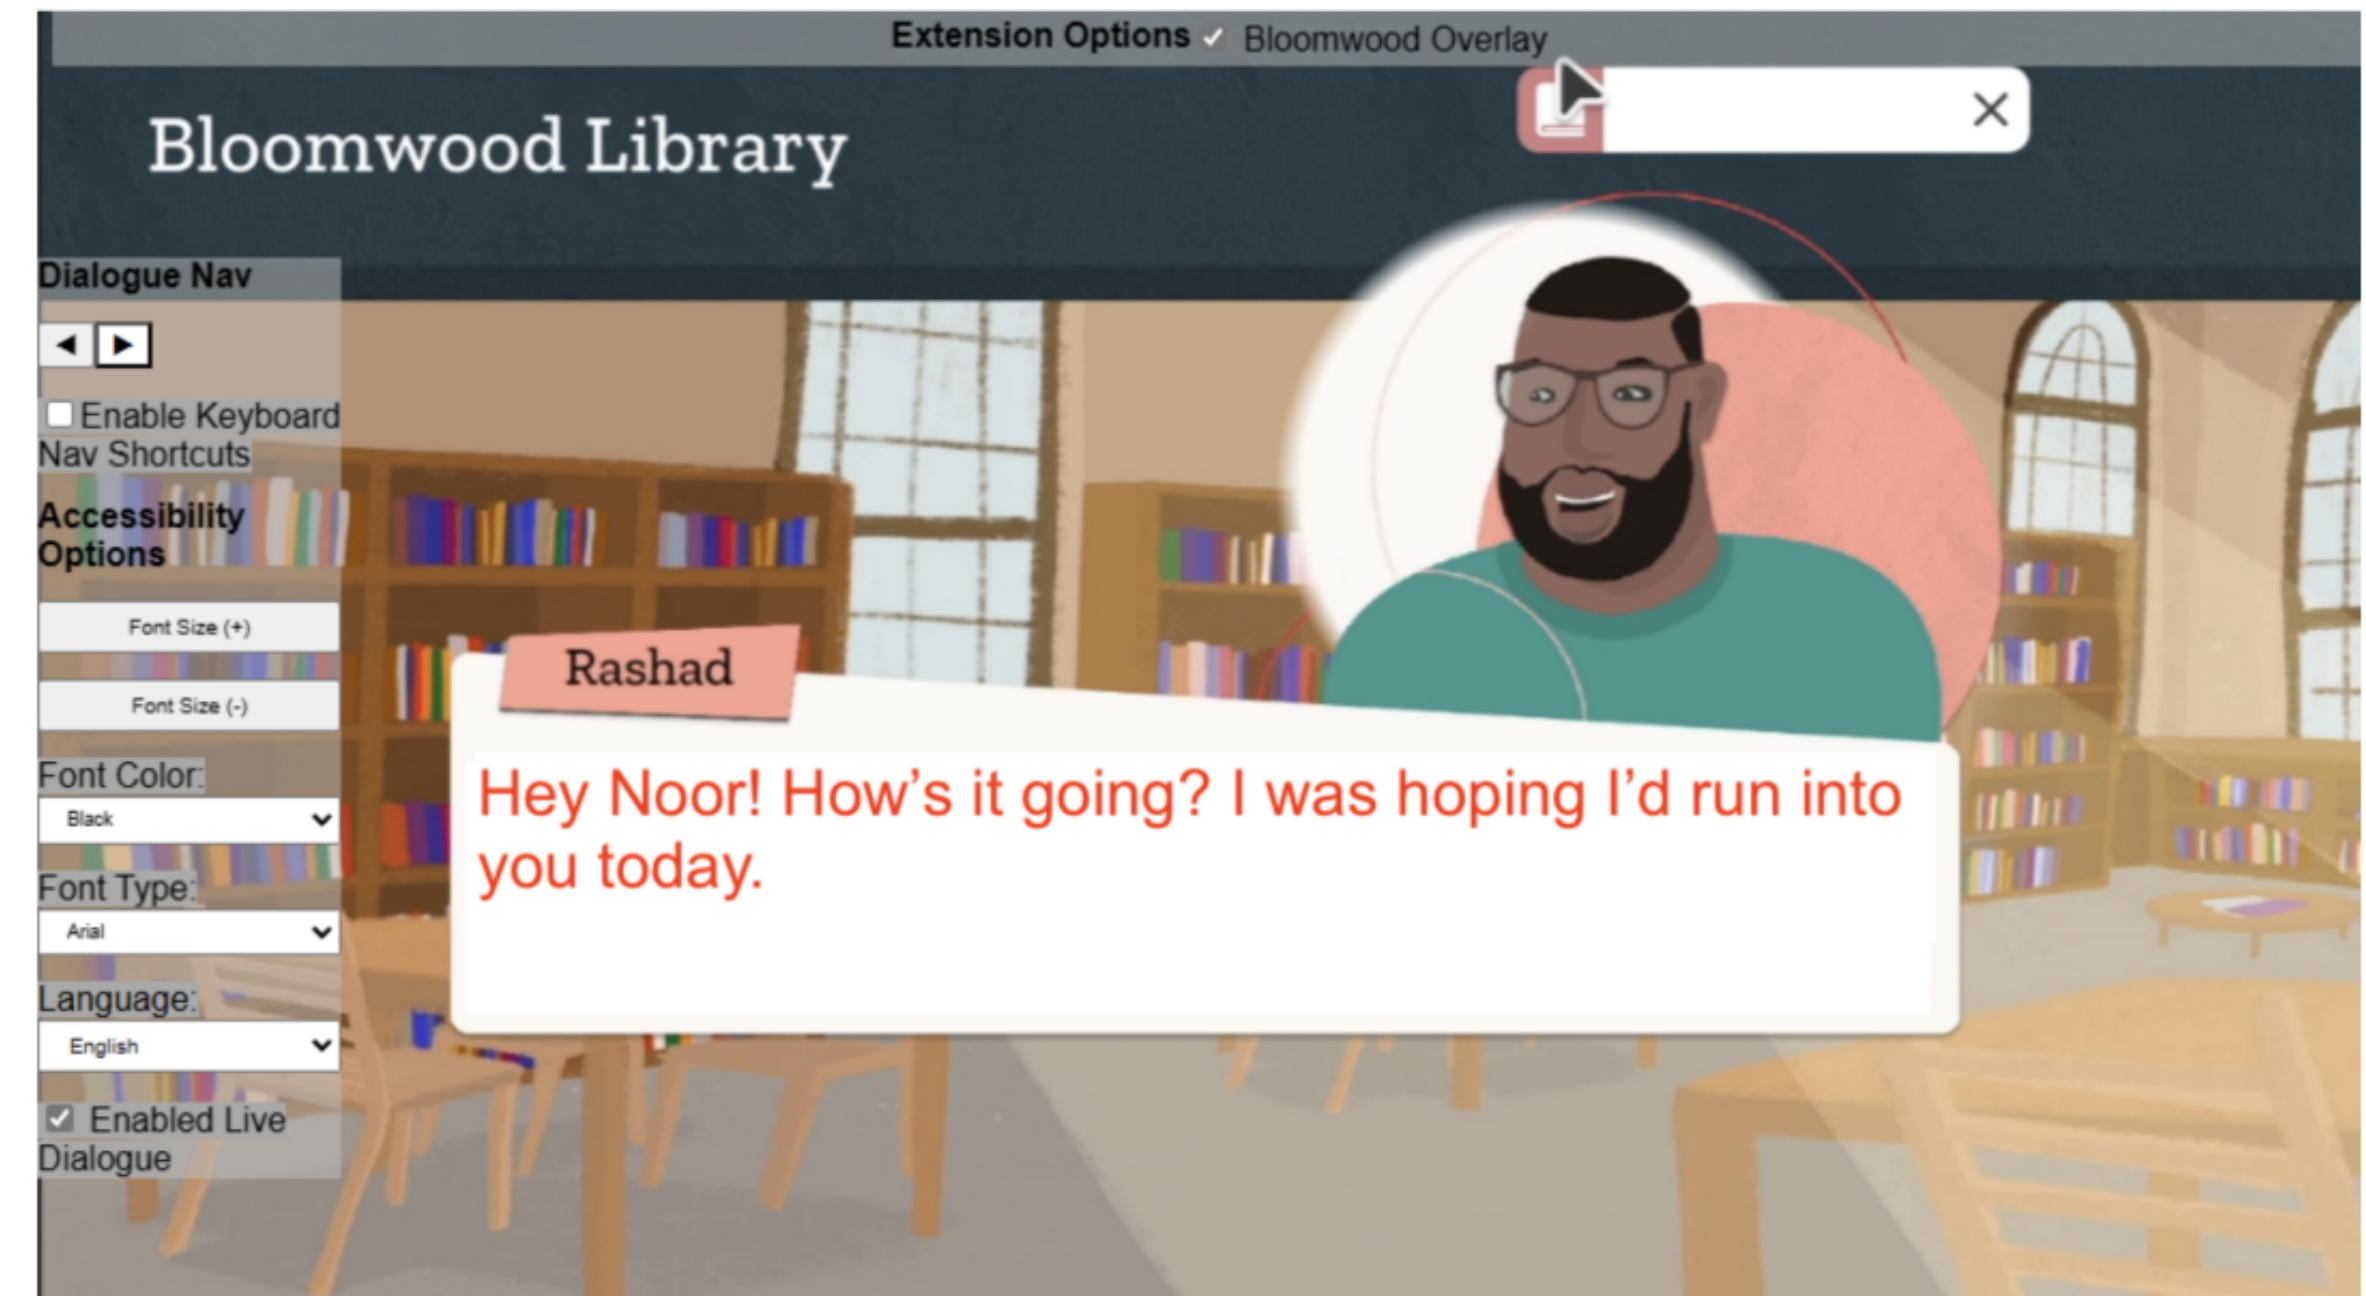 Extension Options Bloomwood Overlay
Bloomwood Library
Dialogue Nav
Enable Keyboard
Nav Shortcuts
Accessibility
Options
Font Size (+)
Font Size (-)
Font Color:
Black
Font Type:
Arial
Language:
English
Enabled Live
Dialogue
Rashad
Hey Noor! How’s it going? I was hoping I’d run into
you today.